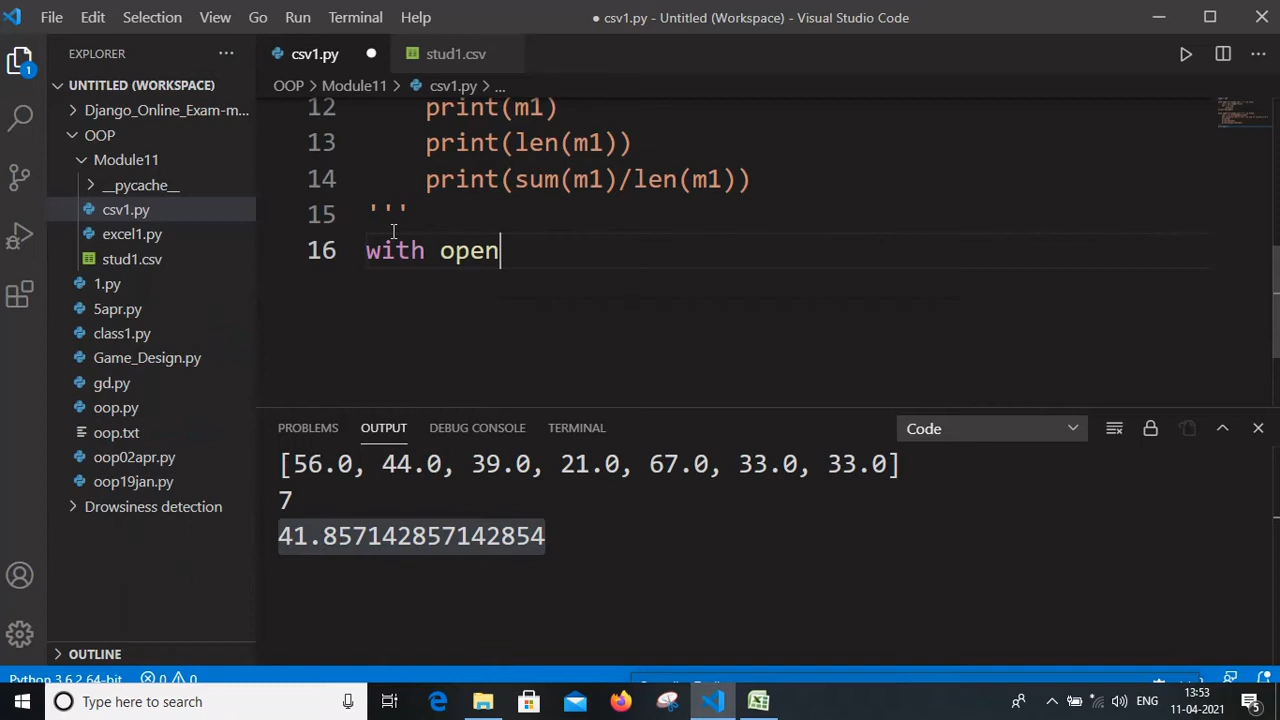 File Edit Selection View Go Run Terminal Help
● csv1.py - Untitled (Workspace) - Visual Studio Code
EXPLORER
csv1.py
stud1.csv
1
UNTITLED (WORKSPACE)
OOP > Module11 > csv1.py > ...
Django_Online_Exam-m...
OOP
Module11
__pycache__
csv1.py
excel1.py
stud1.csv
1.py
5apr.py
class1.py
Game_Design.py
gd.py
oop.py
oop.txt
oop02apr.py
oop19jan.py
Drowsiness detection
OUTLINE
12 print(m1)
13 print(len(m1))
14 print(sum(m1)/len(m1))
15 '''
16 with open
PROBLEMS OUTPUT DEBUG CONSOLE TERMINAL
Code
[56.0, 44.0, 39.0, 21.0, 67.0, 33.0, 33.0]
7
41.857142857142854
Python 3.6.2 64-bit 0 0
Type here to search
ENG
13:53
11-04-2021
5